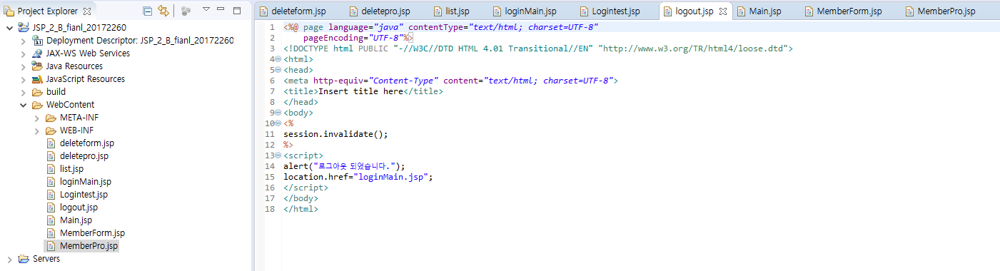 Project Explorer
JSP_2_B_fianl_20172260
Deployment Descriptor: JSP_2_B_fianl_20172260
JAX-WS Web Services
Java Resources
JavaScript Resources
build
WebContent
META-INF
WEB-INF
deleteform.jsp
deletepro.jsp
list.jsp
loginMain.jsp
Logintest.jsp
logout.jsp
Main.jsp
MemberForm.jsp
MemberPro.jsp
Servers
deleteform.jsp deletepro.jsp list.jsp loginMain.jsp Logintest.jsp logout.jsp Main.jsp MemberForm.jsp MemberPro.jsp
1 <%@ page language="java" contentType="text/html; charset=UTF-8"
2 pageEncoding="UTF-8"%>
3 <!DOCTYPE html PUBLIC "-//W3C//DTD HTML 4.01 Transitional//EN" "http://www.w3.org/TR/html4/loose.dtd">
4 <html>
5 <head>
6 <meta http-equiv="Content-Type" content="text/html; charset=UTF-8">
7 <title>Insert title here</title>
8 </head>
9 <body>
10 <%
11 session.invalidate();
12 %>
13 <script>
14 alert("로그아웃 되었습니다.");
15 location.href="loginMain.jsp";
16 </script>
17 </body>
18 </html>